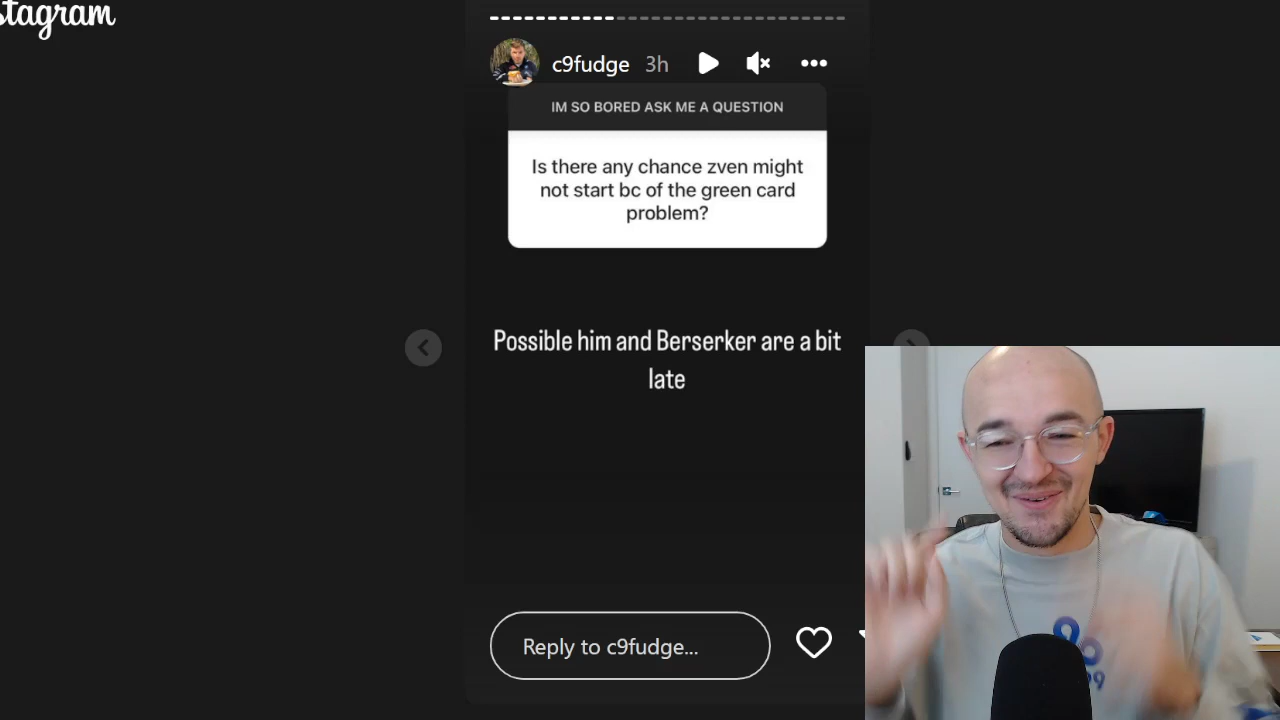 stagram
c9fudge 3h
IM SO BORED ASK ME A QUESTION
Is there any chance zven might
not start bc of the green card
problem?
Possible him and Berserker are a bit
late
Reply to c9fudge...